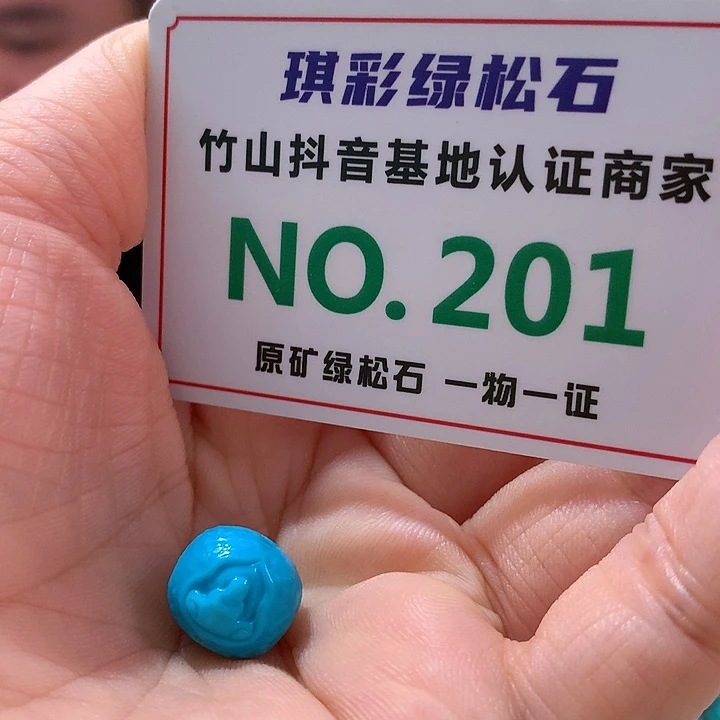 琪彩绿松石
竹山抖音基地认证商家
NO.201
原矿绿松石 一物一证